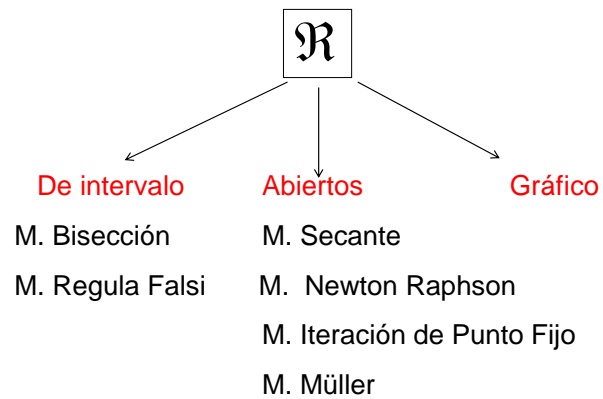 ℜ
De intervalo Abiertos Gráfico
M. Bisección M. Secante
M. Regula Falsi M. Newton Raphson
M. Iteración de Punto Fijo
M. Müller